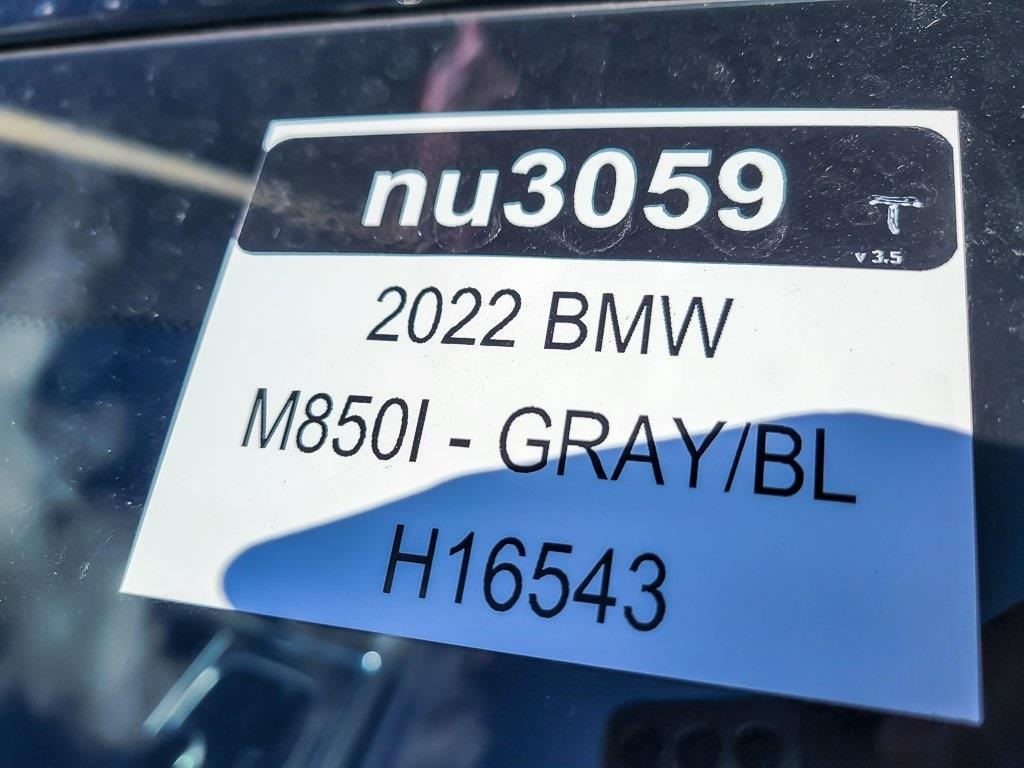 nu3059
T
v 3.5
2022 BMW
M850I - GRAY/BL
H16543